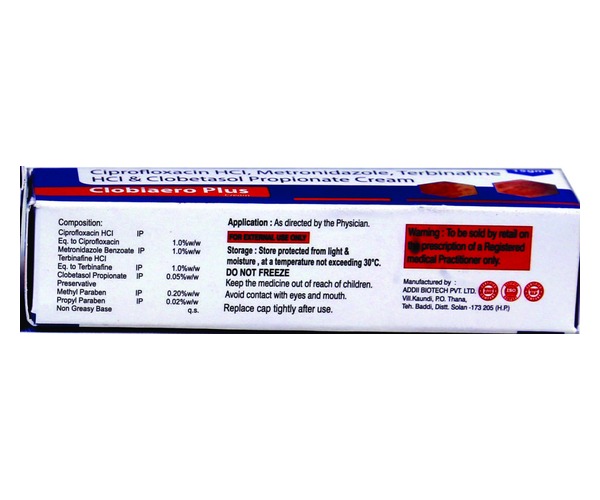 Ciprofloxacin HCl, Metronidazole, Terbinafine
HCl & Clobetasol Propionate Cream
15gm
Clobiaero Plus
Cream
Composition:
Ciprofloxacin HCl IP
Eq. to Ciprofloxacin 1.0%w/w
Metronidazole Benzoate IP 1.0%w/w
Terbinafine HCl
Eq. to Terbinafine IP 1.0%w/w
Clobetasol Propionate IP 0.05%w/w
Preservative
Methyl Paraben IP 0.20%w/w
Propyl Paraben IP 0.02%w/w
Non Greasy Base q.s.
Application : As directed by the Physician.
FOR EXTERNAL USE ONLY
Storage : Store protected from light &
moisture , at a temperature not exceeding 30°C.
DO NOT FREEZE
Keep the medicine out of reach of children.
Avoid contact with eyes and mouth.
Replace cap tightly after use.
Warning : To be sold by retail on
the prescription of a Registered
medical Practitioner only.
Manufactured by :
ADDII BIOTECH PVT. LTD.
Vill.Kaundi, P.O. Thana,
Teh. Baddi, Distt. Solan -173 205 (H.P.)